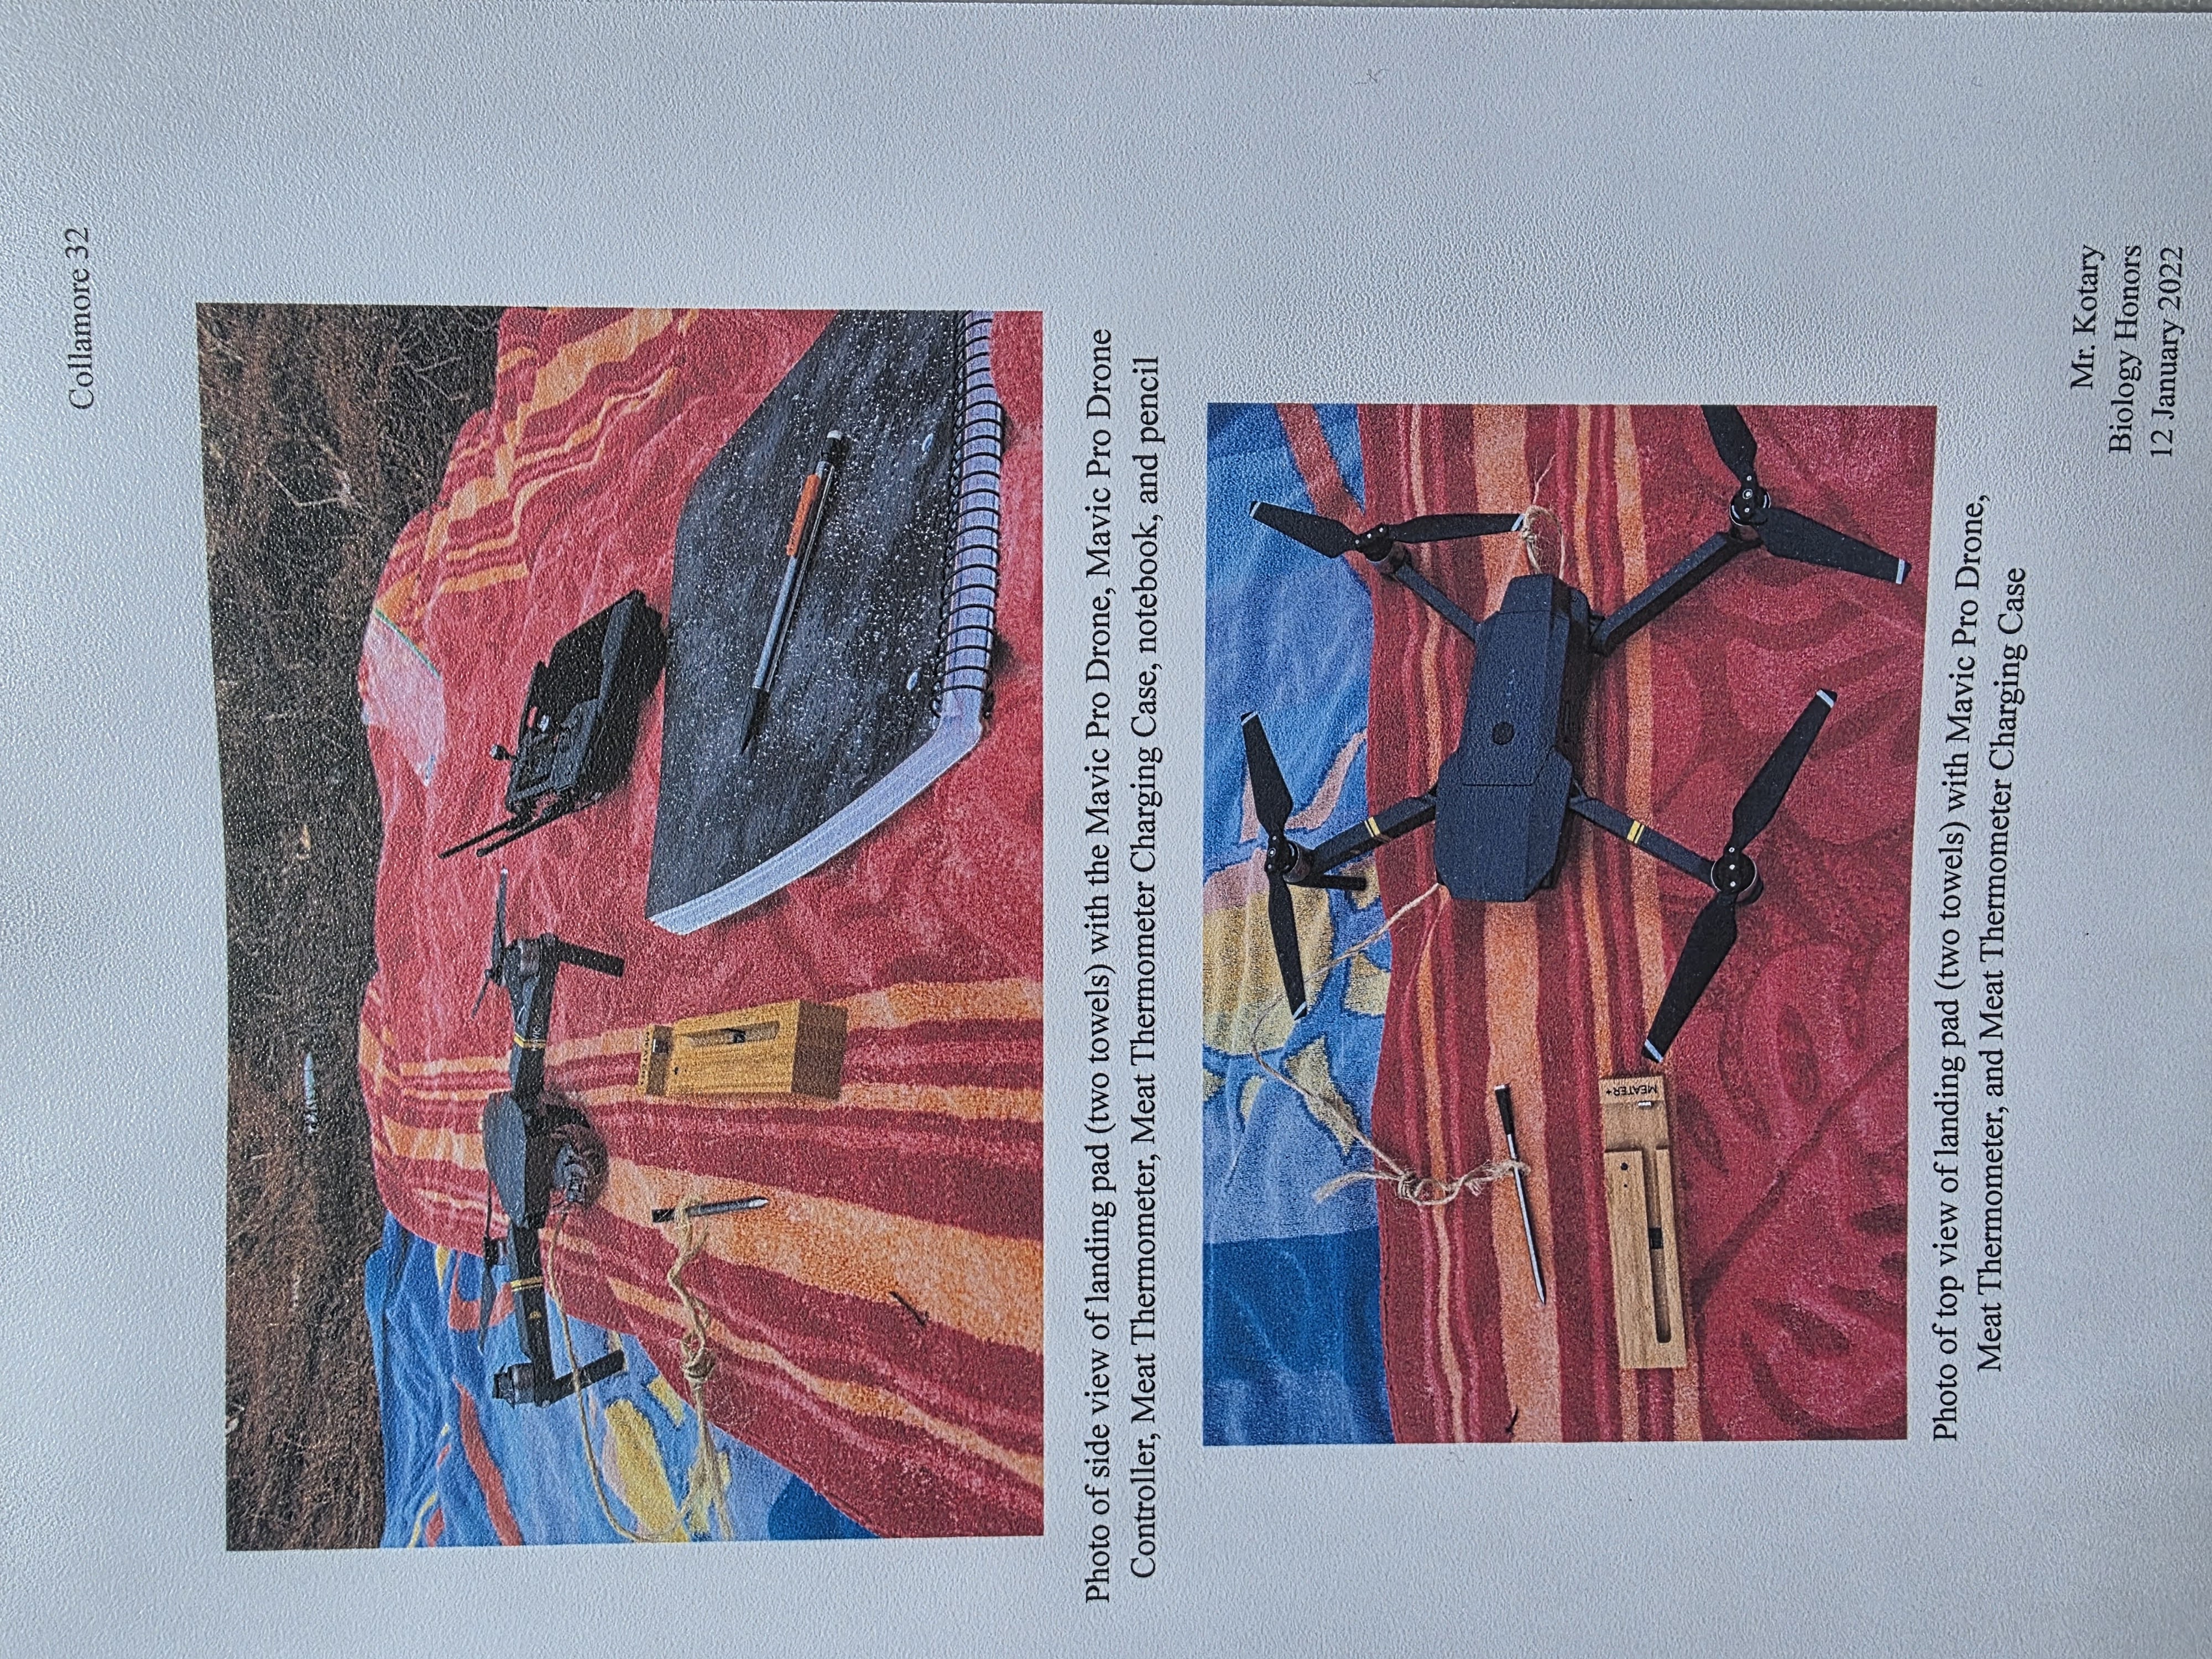 Collamore 32
MAVIC
MEATER+
Photo of side view of landing pad (two towels) with the Mavic Pro Drone, Mavic Pro Drone
Controller, Meat Thermometer, Meat Thermometer Charging Case, notebook, and pencil
MEATER+
Photo of top view of landing pad (two towels) with Mavic Pro Drone,
Meat Thermometer, and Meat Thermometer Charging Case
Mr. Kotary
Biology Honors
12 January 2022